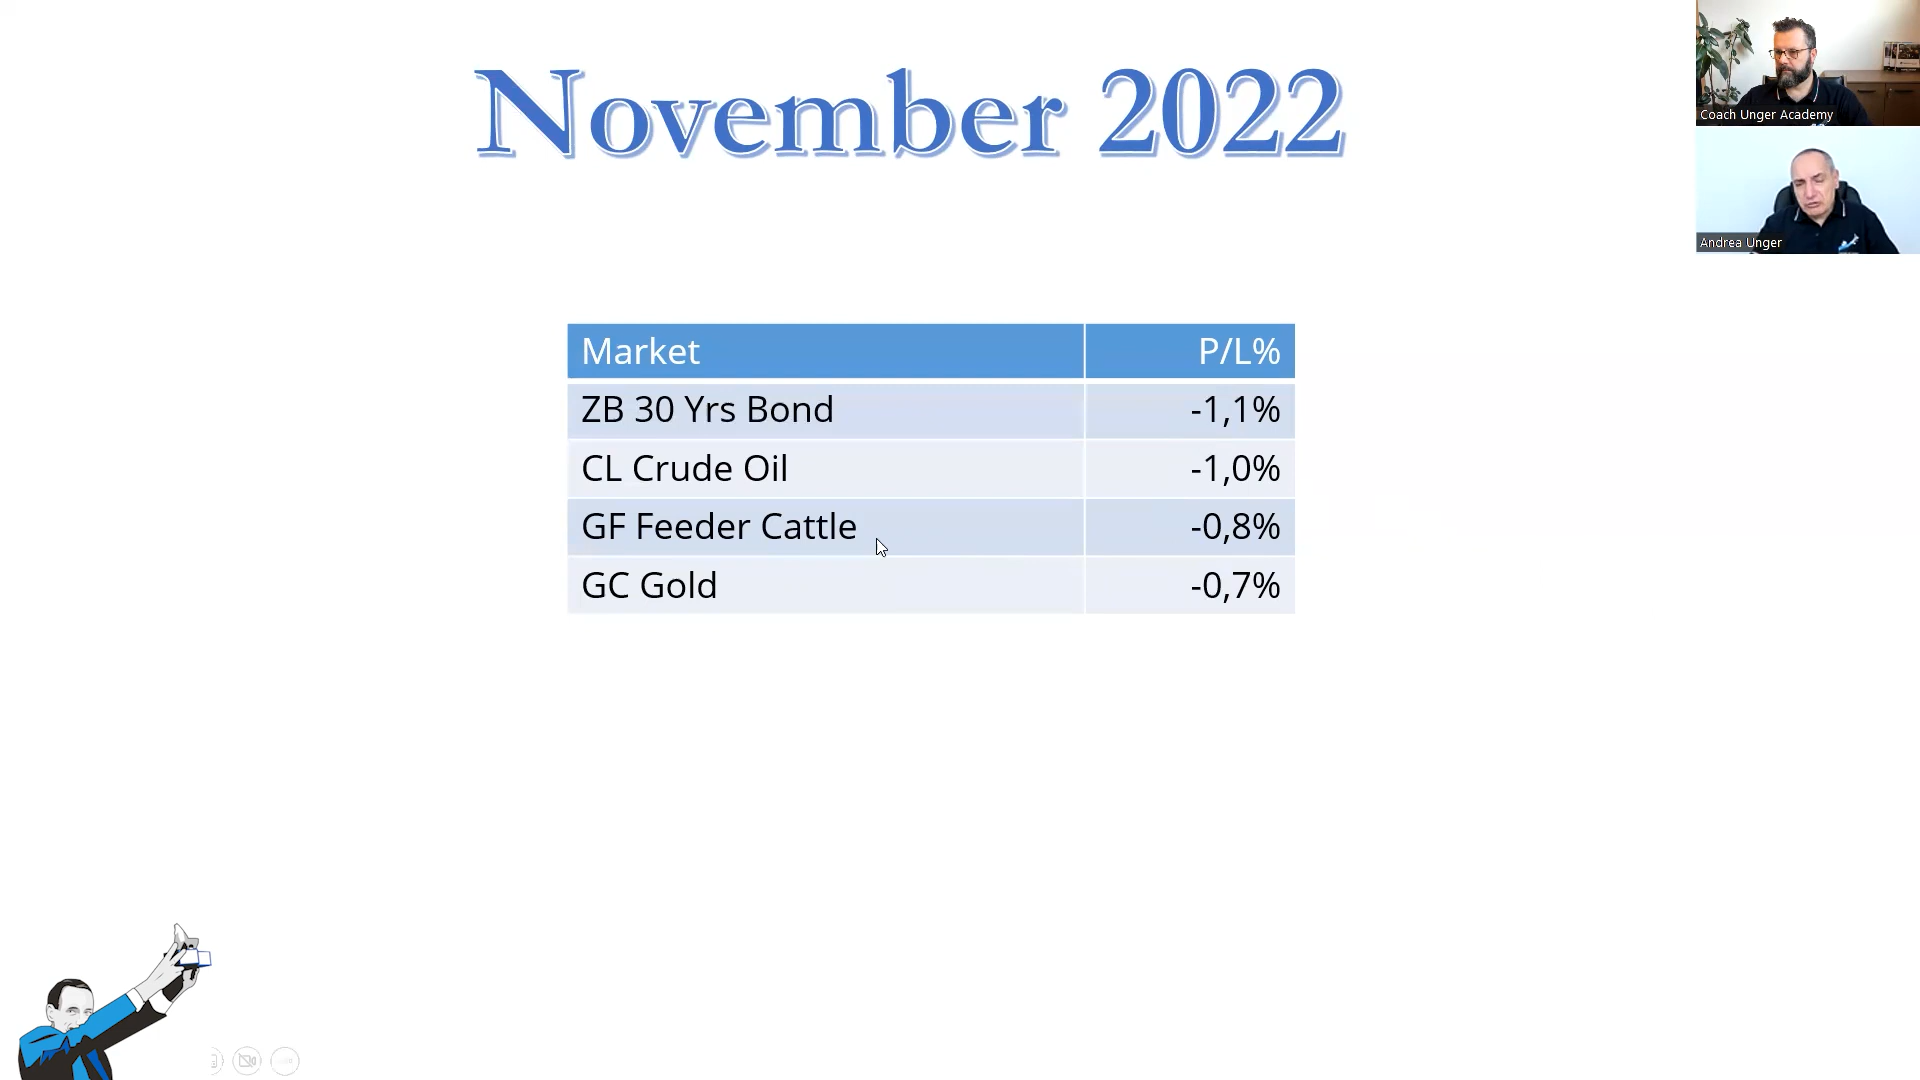 November 2022
Coach Unger Academy
Andrea Unger
Market P/L%
ZB 30 Yrs Bond -1,1%
CL Crude Oil -1,0%
GF Feeder Cattle -0,8%
GC Gold -0,7%